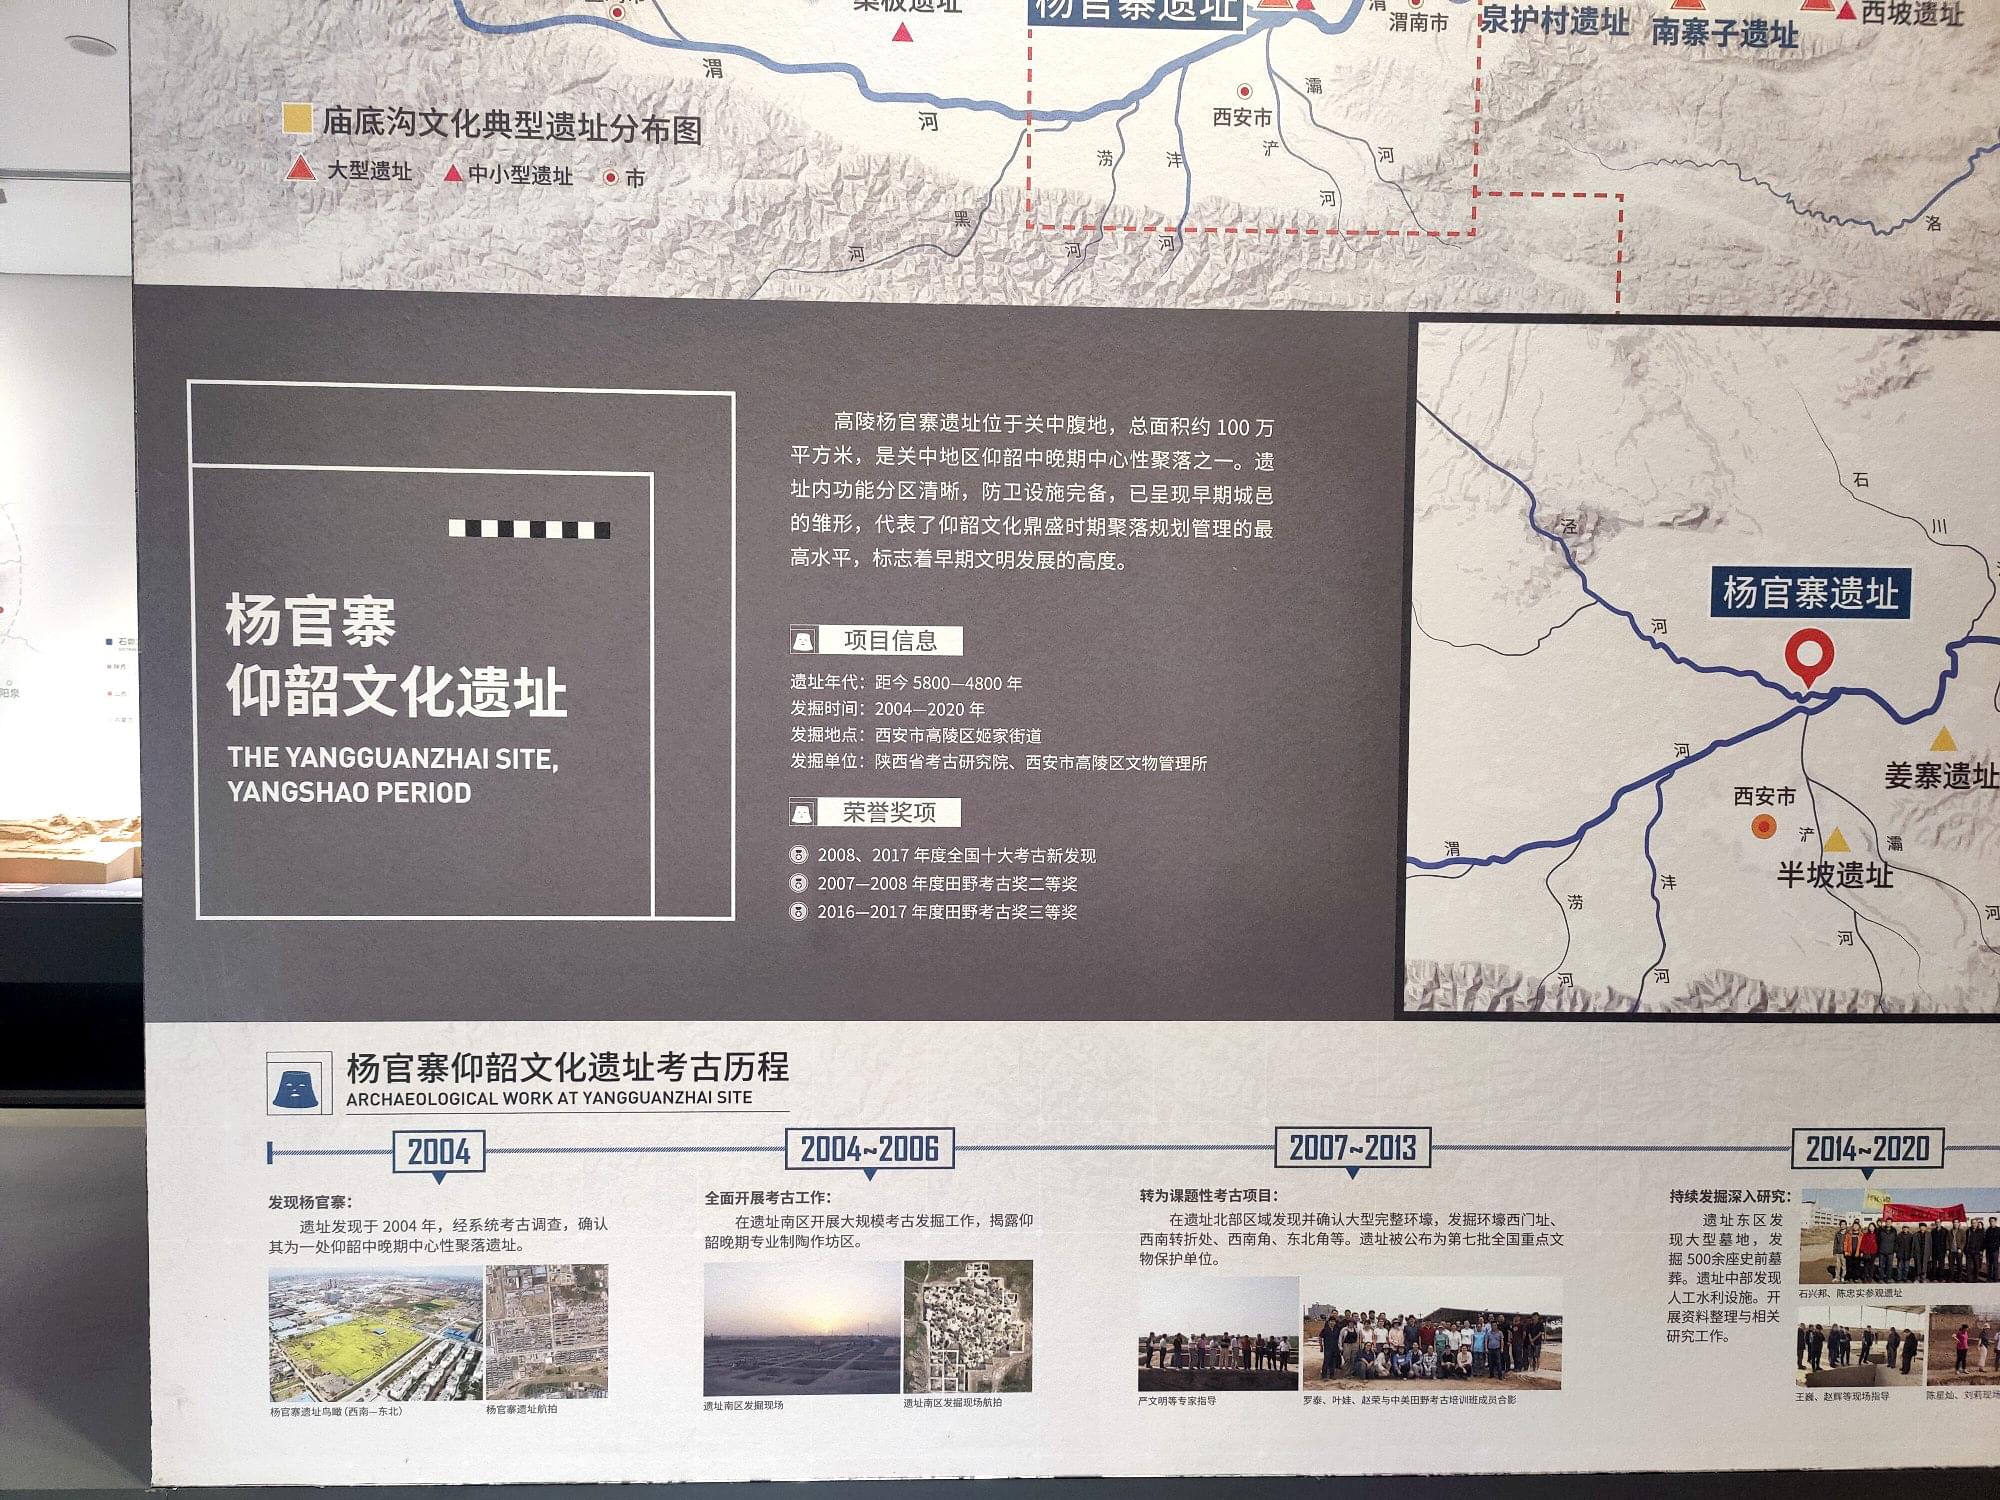 杨官寨遗址
渭南市
泉护村遗址
南寨子遗址
西坡遗址
渭
河
西安市
灞
浐
河
河
涝
沣
河
河
黑
河
洛
庙底沟文化典型遗址分布图
大型遗址
中小型遗址
市
杨官寨
仰韶文化遗址
THE YANGGUANZHAI SITE,
YANGSHAO PERIOD
高陵杨官寨遗址位于关中腹地，总面积约 100 万
平方米，是关中地区仰韶中晚期中心性聚落之一。遗
址内功能分区清晰，防卫设施完备，已呈现早期城邑
的雏形，代表了仰韶文化鼎盛时期聚落规划管理的最
高水平，标志着早期文明发展的高度。
项目信息
遗址年代：距今 5800—4800 年
发掘时间：2004—2020 年
发掘地点：西安市高陵区姬家街道
发掘单位：陕西省考古研究院、西安市高陵区文物管理所
荣誉奖项
2008、2017 年度全国十大考古新发现
2007—2008 年度田野考古奖二等奖
2016—2017 年度田野考古奖三等奖
石
川
泾
河
杨官寨遗址
河
姜寨遗址
西安市
浐
灞
半坡遗址
渭
涝
沣
河
河
河
河
杨官寨仰韶文化遗址考古历程
ARCHAEOLOGICAL WORK AT YANGGUANZHAI SITE
2004
发现杨官寨：
遗址发现于 2004 年，经系统考古调查，确认
其为一处仰韶中晚期中心性聚落遗址。
杨官寨遗址鸟瞰（西南—东北）
杨官寨遗址航拍
2004~2006
全面开展考古工作：
在遗址南区开展大规模考古发掘工作，揭露仰
韶晚期专业制陶作坊区。
遗址南区发掘现场
遗址南区发掘现场航拍
2007~2013
转为课题性考古项目：
在遗址北部区域发现并确认大型完整环壕，发掘环壕西门址、
西南转折处、西南角、东北角等。遗址被公布为第七批全国重点文
物保护单位。
严文明等专家指导
罗泰、叶娃、赵荣与中美田野考古培训班成员合影
2014~2020
持续发掘深入研究：
遗址东区发
现大型墓地，发
掘 500余座史前墓
葬。遗址中部发现
人工水利设施。开
展资料整理与相关
研究工作。
石兴邦、陈忠实参观遗址
王巍、赵辉等现场指导
陈星灿、刘莉现场